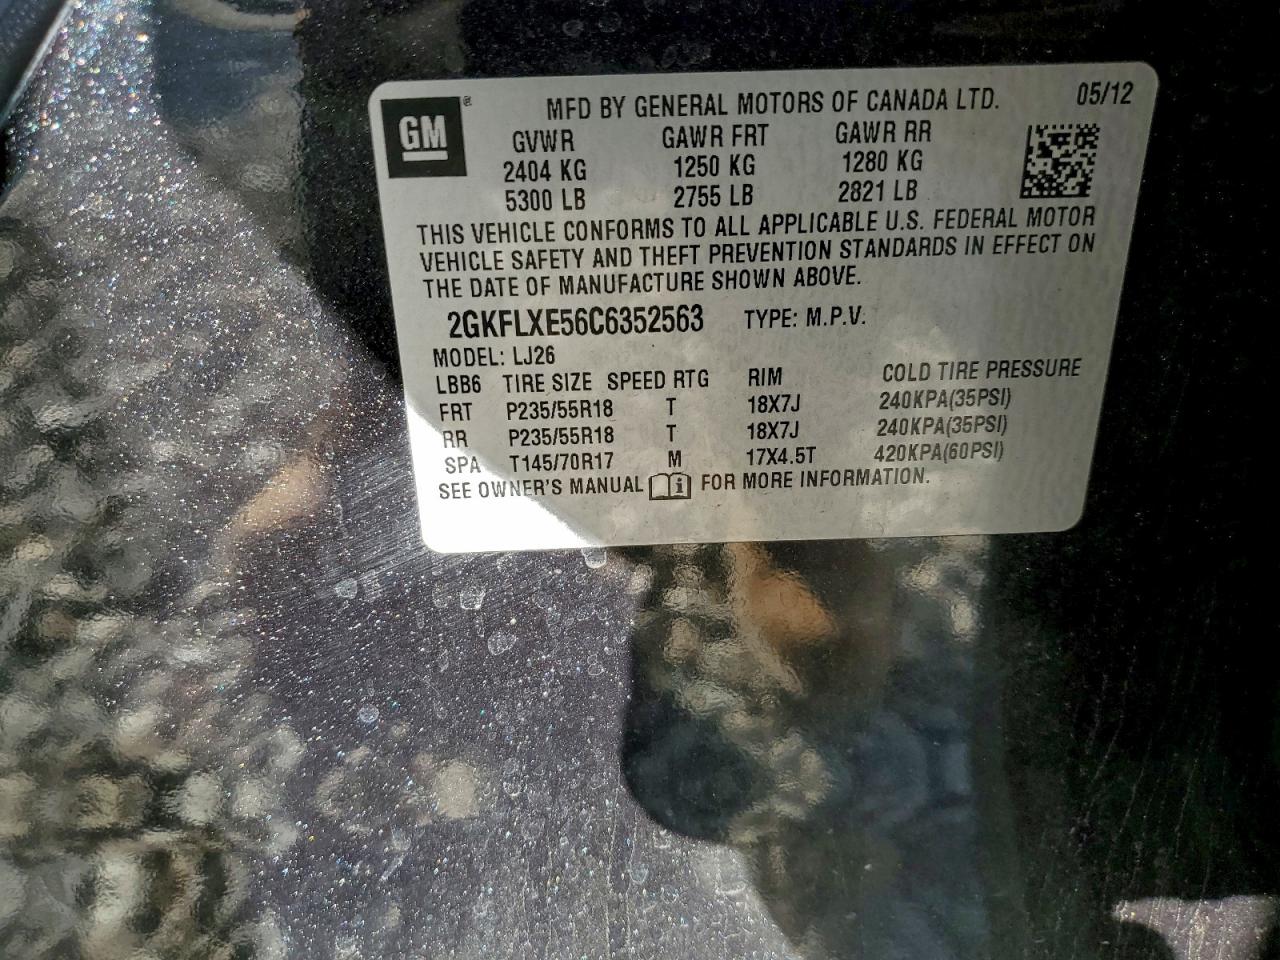 GM®
MFD BY GENERAL MOTORS OF CANADA LTD. 05/12
GVWR GAWR FRT GAWR RR
2404 KG 1250 KG 1280 KG
5300 LB 2755 LB 2821 LB
THIS VEHICLE CONFORMS TO ALL APPLICABLE U.S. FEDERAL MOTOR
VEHICLE SAFETY AND THEFT PREVENTION STANDARDS IN EFFECT ON
THE DATE OF MANUFACTURE SHOWN ABOVE.
2GKFLXE56C6352563 TYPE: M.P.V.
MODEL: LJ26
LBB6 TIRE SIZE SPEED RTG RIM COLD TIRE PRESSURE
FRT P235/55R18 T 18X7J 240KPA(35PSI)
RR P235/55R18 T 18X7J 240KPA(35PSI)
SPA T145/70R17 M 17X4.5T 420KPA(60PSI)
SEE OWNER'S MANUAL i FOR MORE INFORMATION.